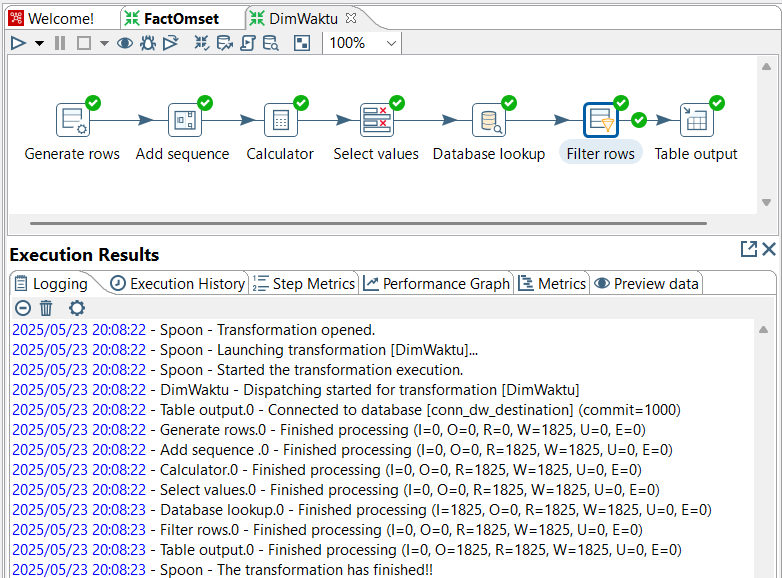 Welcome! FactOmset DimWaktu
100%
Generate rows Add sequence Calculator Select values Database lookup Filter rows Table output
Execution Results
Logging Execution History Step Metrics Performance Graph Metrics Preview data
2025/05/23 20:08:22 - Spoon - Transformation opened.
2025/05/23 20:08:22 - Spoon - Launching transformation [DimWaktu]...
2025/05/23 20:08:22 - Spoon - Started the transformation execution.
2025/05/23 20:08:22 - DimWaktu - Dispatching started for transformation [DimWaktu]
2025/05/23 20:08:22 - Table output.0 - Connected to database [conn_dw_destination] (commit=1000)
2025/05/23 20:08:22 - Generate rows.0 - Finished processing (I=0, O=0, R=0, W=1825, U=0, E=0)
2025/05/23 20:08:22 - Add sequence .0 - Finished processing (I=0, O=0, R=1825, W=1825, U=0, E=0)
2025/05/23 20:08:22 - Calculator.0 - Finished processing (I=0, O=0, R=1825, W=1825, U=0, E=0)
2025/05/23 20:08:22 - Select values.0 - Finished processing (I=0, O=0, R=1825, W=1825, U=0, E=0)
2025/05/23 20:08:23 - Database lookup.0 - Finished processing (I=1825, O=0, R=1825, W=1825, U=0, E=0)
2025/05/23 20:08:23 - Filter rows.0 - Finished processing (I=0, O=0, R=1825, W=1825, U=0, E=0)
2025/05/23 20:08:23 - Table output.0 - Finished processing (I=0, O=1825, R=1825, W=1825, U=0, E=0)
2025/05/23 20:08:23 - Spoon - The transformation has finished!!